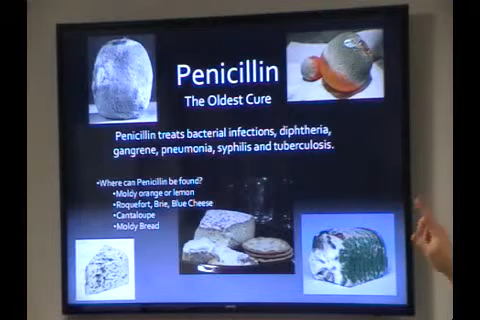 Penicillin
The Oldest Cure
Penicillin treats bacterial infections, diphtheria,
gangrene, pneumonia, syphilis and tuberculosis.
•Where can Penicillin be found?
•Moldy orange or lemon
•Roquefort, Brie, Blue Cheese
•Cantaloupe
•Moldy Bread